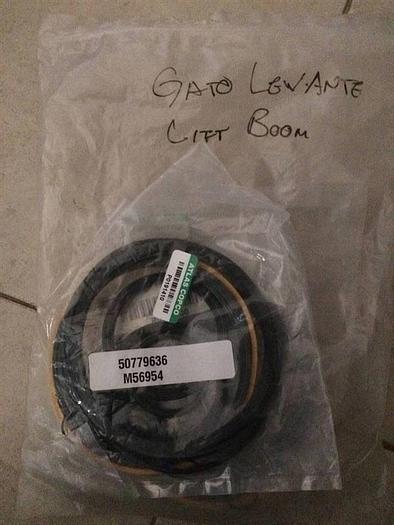 GATO LEVANTE
LIFT BOOM
ATLAS COPCO
50779636
M56954